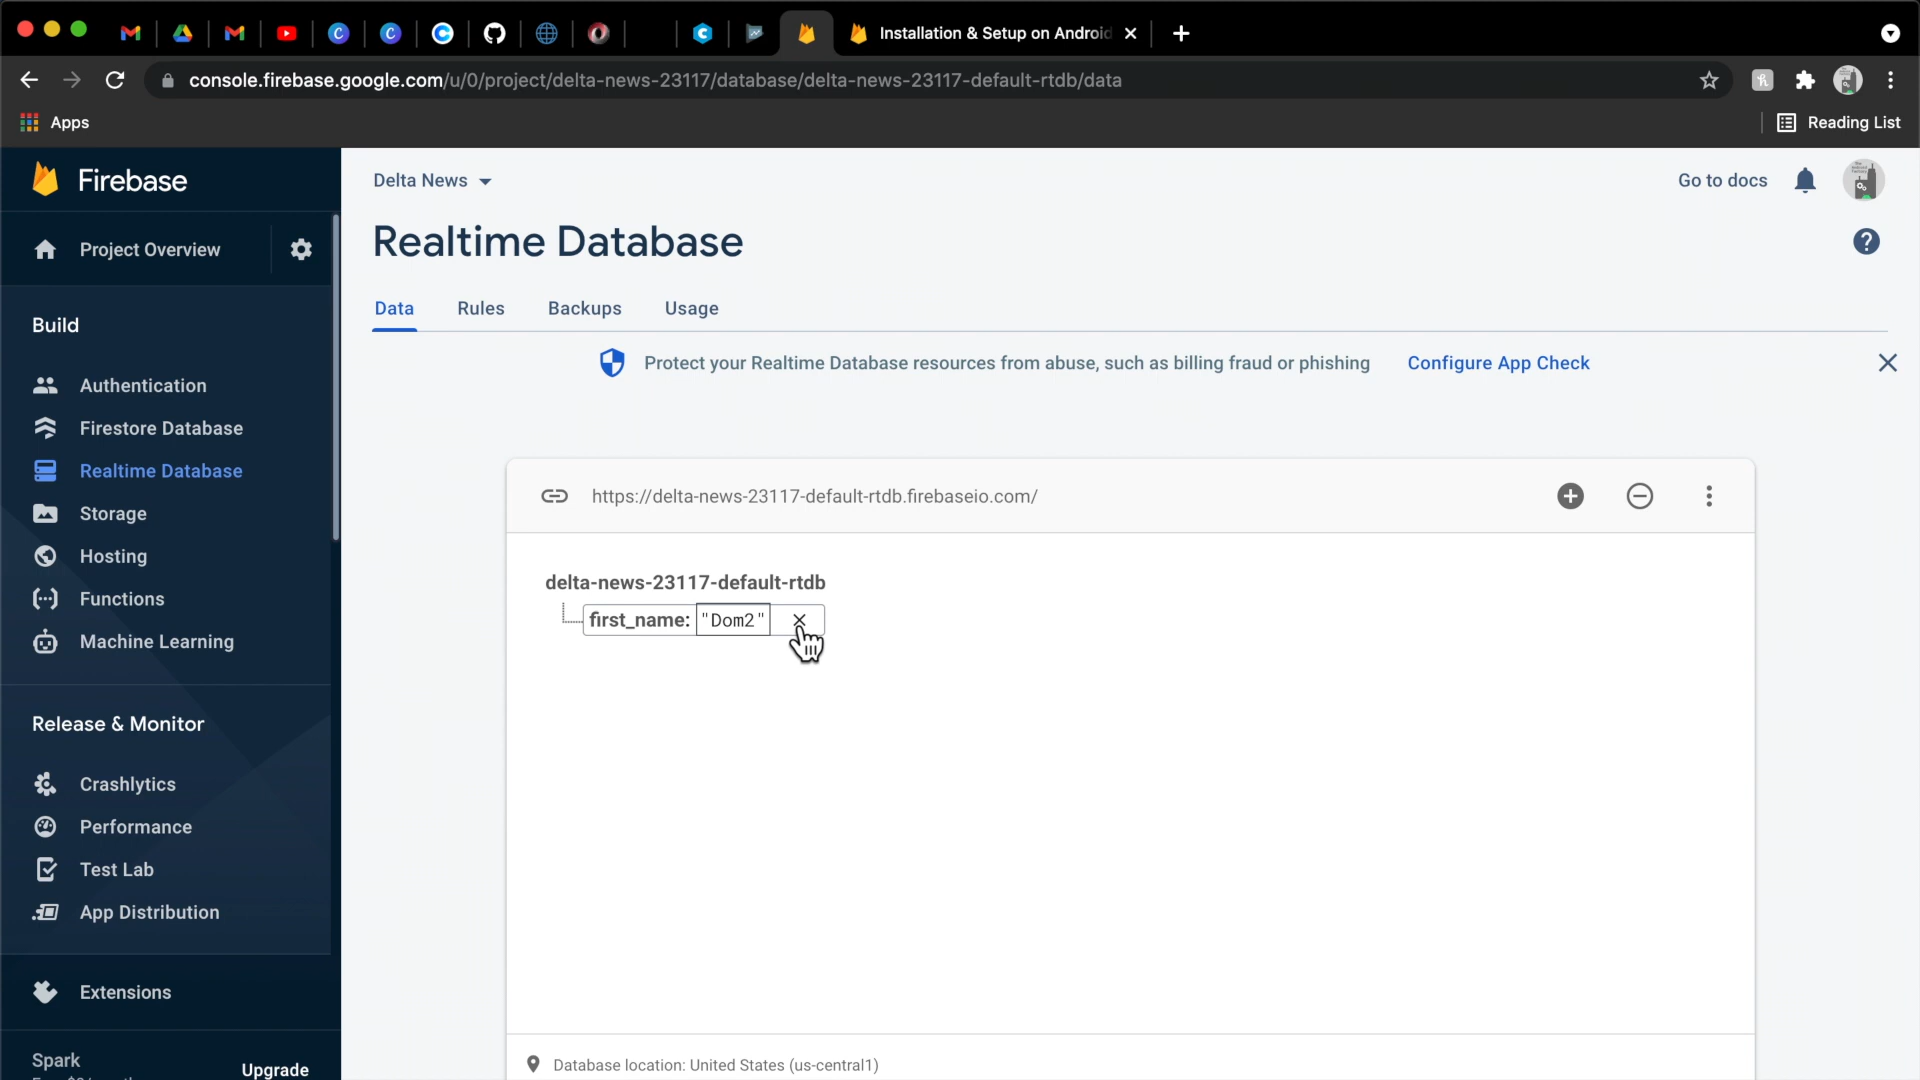 Installation & Setup on Android
console.firebase.google.com/u/0/project/delta-news-23117/database/delta-news-23117-default-rtdb/data
Apps
Reading List
Firebase
Delta News
Go to docs
Project Overview
Realtime Database
Data Rules Backups Usage
Build
Protect your Realtime Database resources from abuse, such as billing fraud or phishing Configure App Check
Authentication
Firestore Database
Realtime Database
Storage
https://delta-news-23117-default-rtdb.firebaseio.com/
Hosting
delta-news-23117-default-rtdb
Functions
first_name: "Dom2"
Machine Learning
Release & Monitor
Crashlytics
Performance
Test Lab
App Distribution
Extensions
Spark
Upgrade
Database location: United States (us-central1)